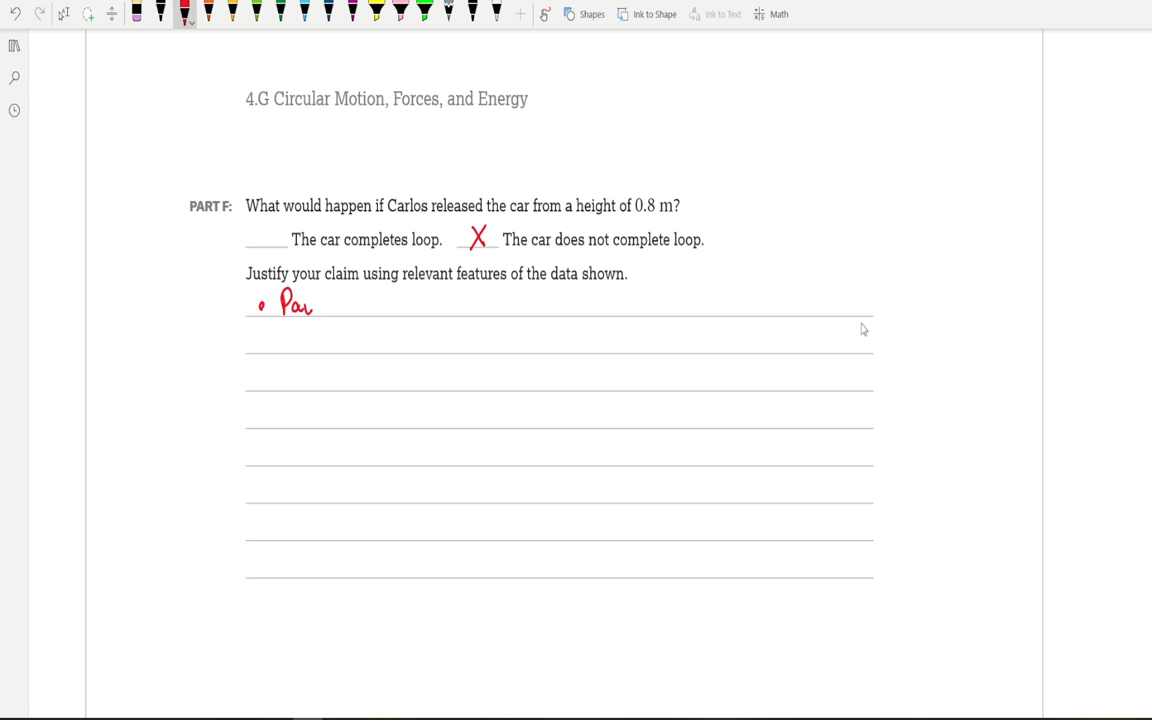 Shapes Ink to Shape Ink to Text Math
4.G Circular Motion, Forces, and Energy
PART F: What would happen if Carlos released the car from a height of 0.8 m?
____ The car completes loop. X The car does not complete loop.
Justify your claim using relevant features of the data shown.
• Par